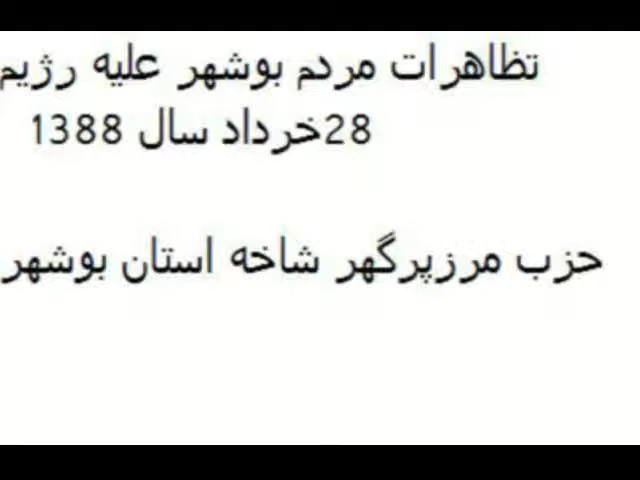 تظاهرات مردم بوشهر علیه رژیم
28خرداد سال 1388
حزب مرزپرگهر شاخه استان بوشهر